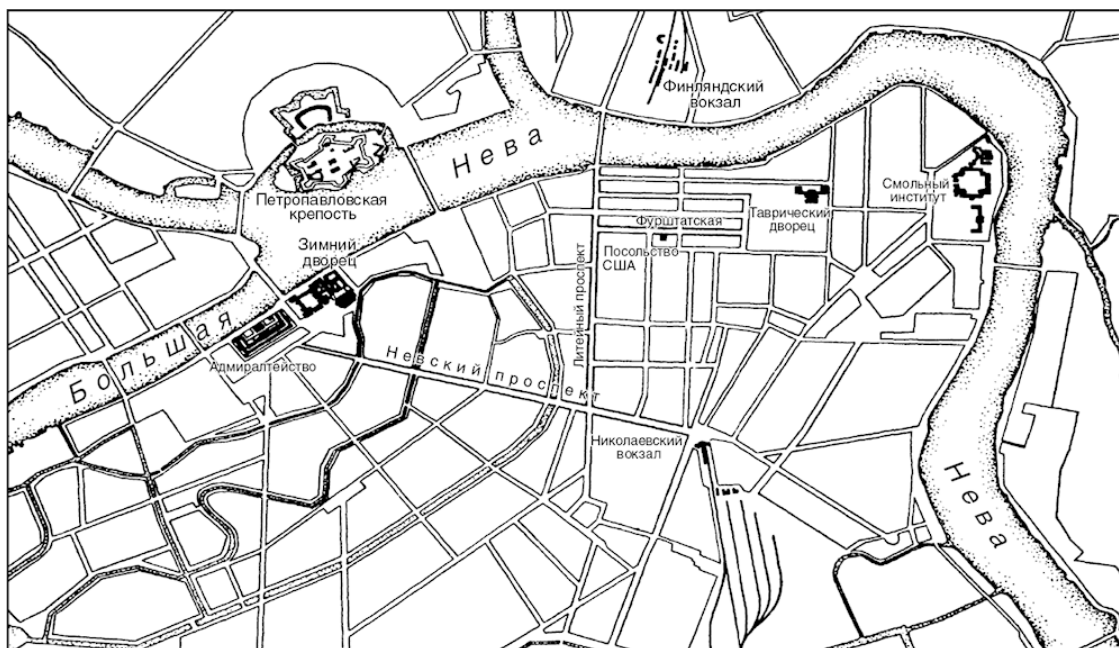 Финляндский
вокзал
Нева
Петропавловская
крепость
Смольный
институт
Таврический
дворец
Фурштатская
Зимний
дворец
Посольство
США
Литейный проспект
Большая
Адмиралтейство
Невский проспект
Николаевский
вокзал
Нева